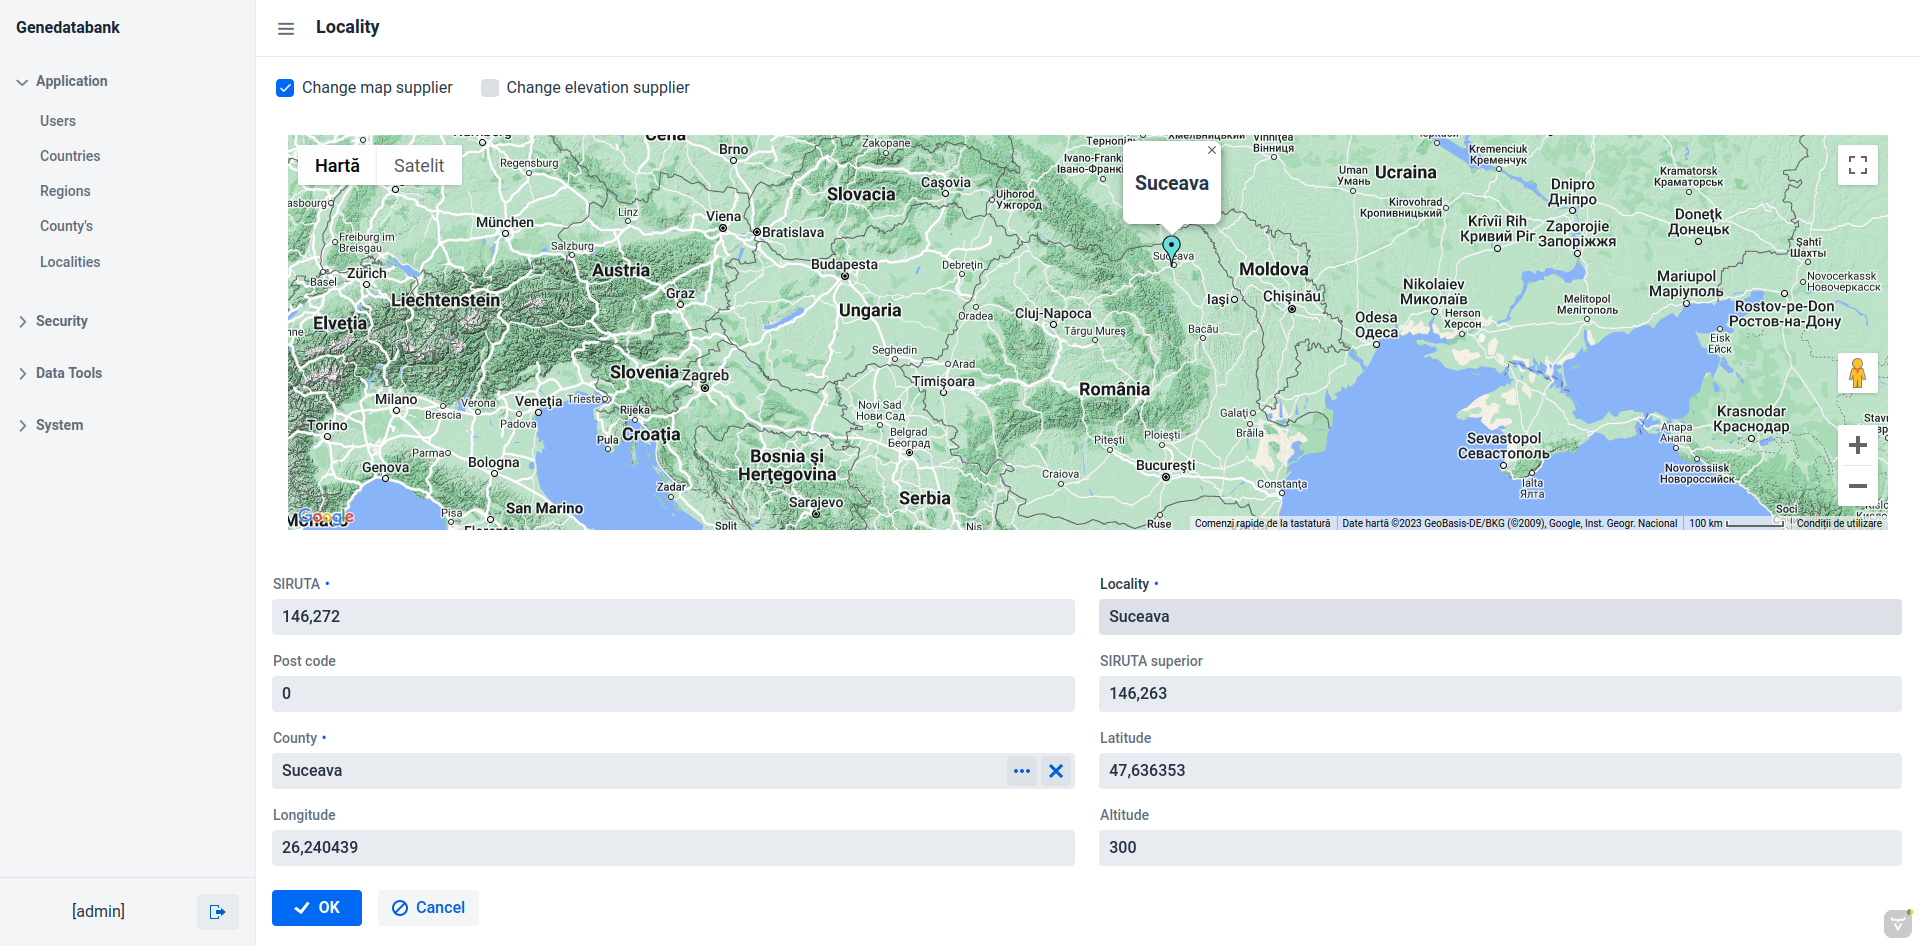 Genedatabank
Locality
Application
Users
Countries
Regions
County's
Localities
Security
Data Tools
System
[admin]
Change map supplier
Change elevation supplier
Hartă
Satelit
Suceava
Brno
Regensburg
Zakopane
Slovacia
Cașovia
Ujhorod
Ужгород
Uman
Умань
Ucraina
Kremenciuk
Кременчук
Kramatorsk
Краматорськ
Dnipro
Дніпро
Kirovohrad
Кропивницький
Krîvîi Rih
Кривий Ріг
Zaporojie
Запоріжжя
Donețk
Донецьк
Linz
München
Viena
Bratislava
Freiburg im
Breisgau
Salzburg
Zürich
Basel
Austria
Budapesta
Debrețin
Suceava
Moldova
Iași
Chișinău
Nikolaiev
Миколаїв
Mariupol
Маріуполь
Șahtî
Шахты
Novocerkassk
Новочеркасск
Liechtenstein
Graz
Ungaria
Oradea
Cluj-Napoca
Târgu Mureș
Bacău
Odesa
Одеса
Herson
Херсон
Melitopol
Мелітополь
Rostov-pe-Don
Ростов-на-Дону
Elveția
Eisk
Ейск
Seghedin
Arad
Slovenia
Zagreb
Timișoara
România
Milano
Brescia
Verona
Veneția
Padova
Trieste
Rijeka
Novi Sad
Нови Сад
Galați
Brăila
Krasnodar
Краснодар
Torino
Parma
Pula
Croația
Belgrad
Београд
Pitești
Ploiești
Sevastopol
Севастополь
Anapa
Анапа
Genova
Bologna
Bosnia și
Herțegovina
Craiova
București
Constanța
Ialta
Ялта
Novorossiisk
Новороссийск
Zadar
Sarajevo
Serbia
San Marino
Pisa
Split
Nis
Ruse
Soci
Google
Comenzi rapide de la tastatură
Date hartă ©2023 GeoBasis-DE/BKG (©2009), Google, Inst. Geogr. Nacional
100 km
Condiții de utilizare
SIRUTA •
146,272
Locality •
Suceava
Post code
0
SIRUTA superior
146,263
County •
Suceava
Latitude
47,636353
Longitude
26,240439
Altitude
300
OK
Cancel